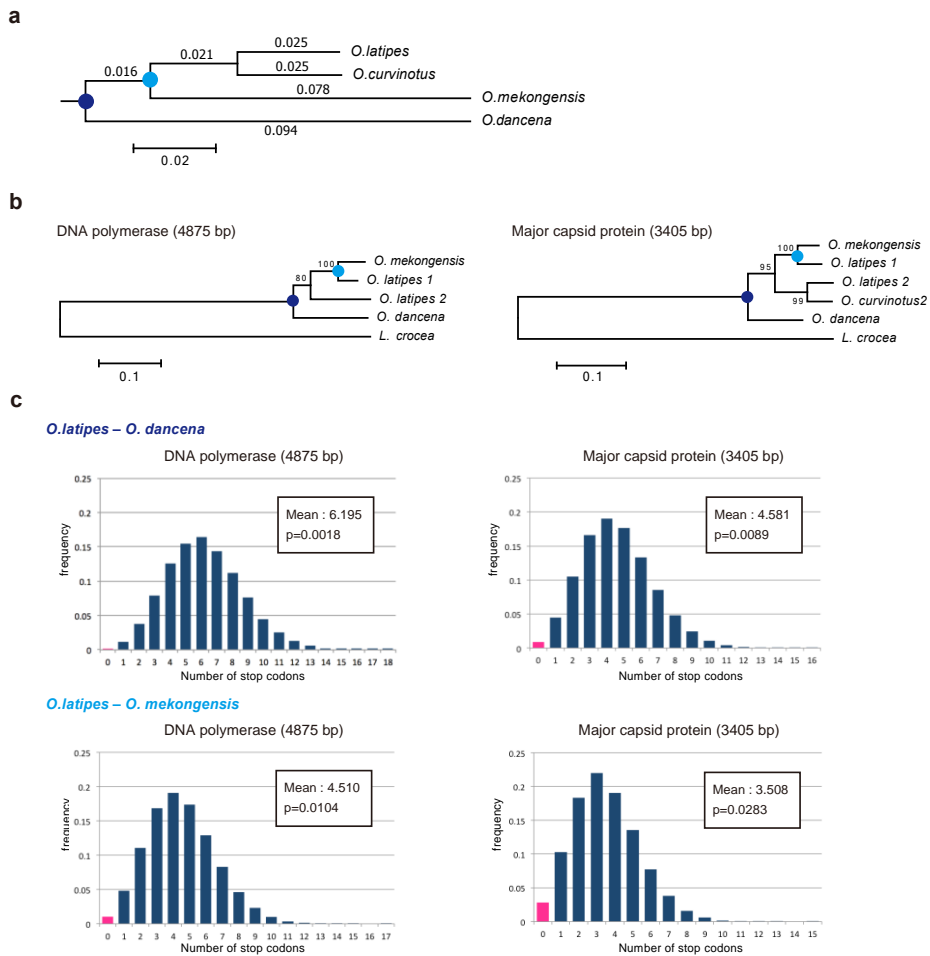 a
0.025
O.latipes
0.021
0.025
O.curvinotus
0.016
0.078
O.mekongensis
O.dancena
0.094
0.02
b
DNA polymerase (4875 bp)
O. mekongensis
100
O. latipes 1
80
O. latipes 2
O. dancena
L. crocea
0.1
Major capsid protein (3405 bp)
O. mekongensis
100
O. latipes 1
95
O. latipes 2
99
O. curvinotus2
O. dancena
L. crocea
0.1
c
O.latipes – O. dancena
DNA polymerase (4875 bp)
0.25
0.2
0.15
0.1
0.05
0
frequency
Mean : 6.195
p=0.0018
0 1 2 3 4 5 6 7 8 9 10 11 12 13 14 15 16 17 18
Number of stop codons
Major capsid protein (3405 bp)
0.25
0.2
0.15
0.1
0.05
0
frequency
Mean : 4.581
p=0.0089
0 1 2 3 4 5 6 7 8 9 10 11 12 13 14 15 16
Number of stop codons
O.latipes – O. mekongensis
DNA polymerase (4875 bp)
0.25
0.2
0.15
0.1
0.05
0
frequency
Mean : 4.510
p=0.0104
0 1 2 3 4 5 6 7 8 9 10 11 12 13 14 15 16 17
Number of stop codons
Major capsid protein (3405 bp)
0.25
0.2
0.15
0.1
0.05
0
frequency
Mean : 3.508
p=0.0283
0 1 2 3 4 5 6 7 8 9 10 11 12 13 14 15
Number of stop codons